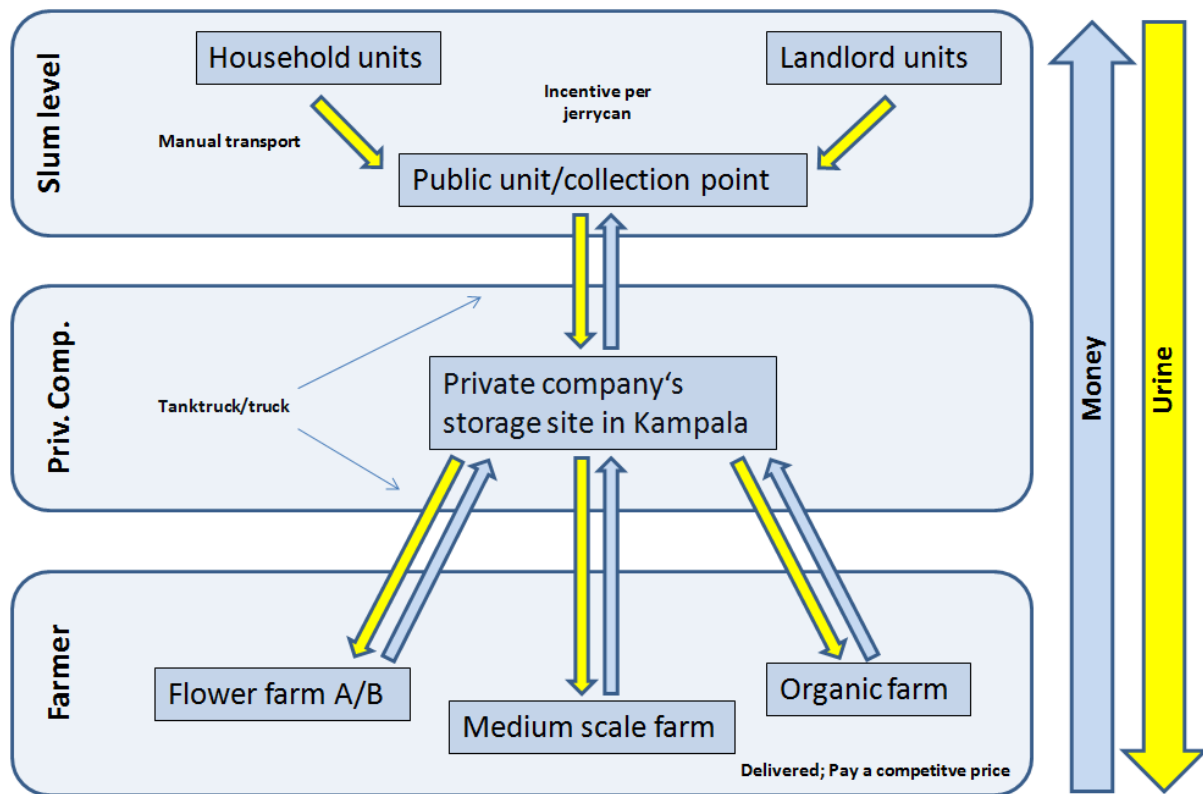 Slum level
Household units
Landlord units
Incentive per
jerrycan
Manual transport
Public unit/collection point
Priv. Comp.
Private company‘s
storage site in Kampala
Tanktruck/truck
Farmer
Flower farm A/B
Medium scale farm
Organic farm
Delivered; Pay a competitve price
Money
Urine